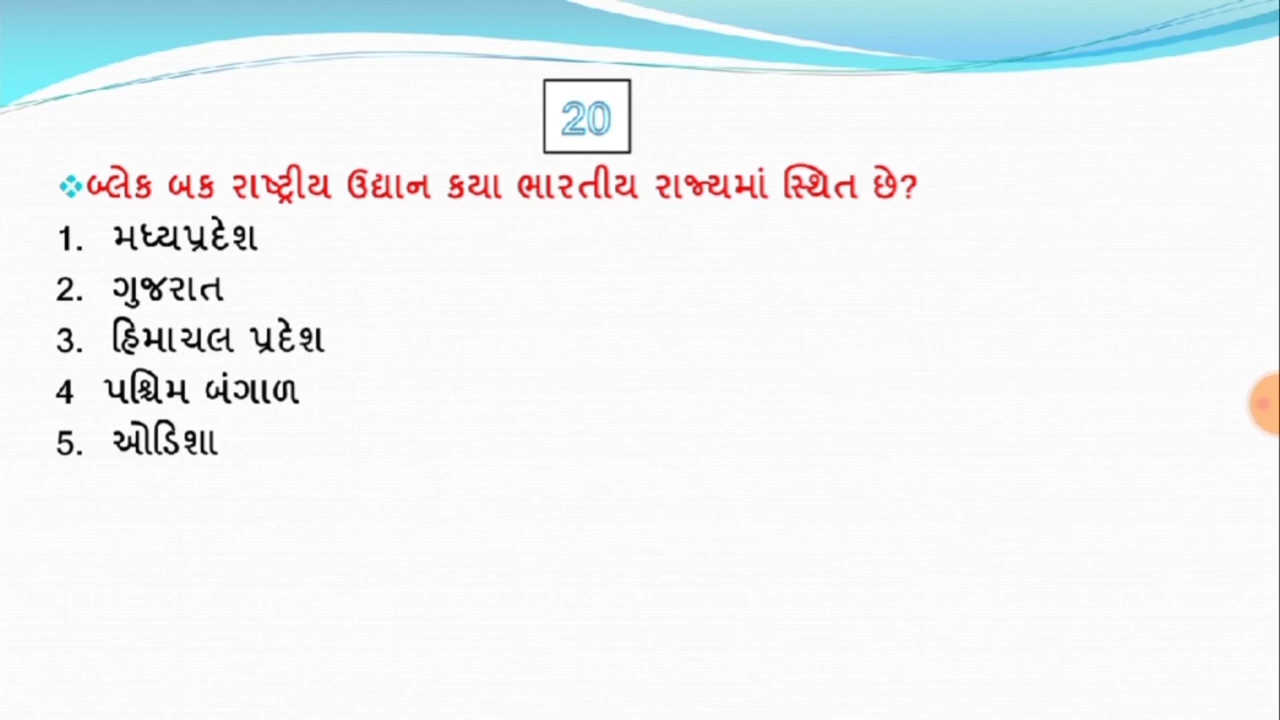 20
❖બ્લેક બક રાષ્ટ્રીય ઉદ્યાન કયા ભારતીય રાજ્યમાં સ્થિત છે?
1. મધ્યપ્રદેશ
2. ગુજરાત
3. હિમાચલ પ્રદેશ
4 પશ્ચિમ બંગાળ
5. ઓડિશા